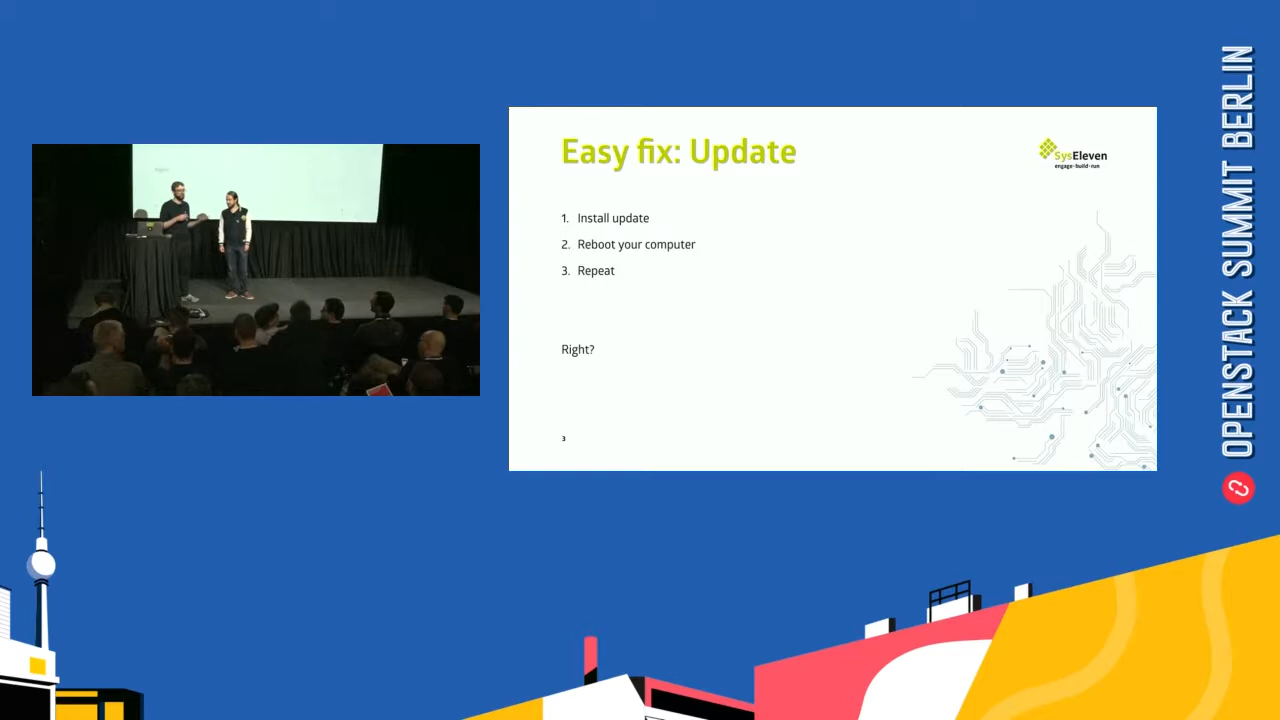 Easy fix: Update
SysEleven
engage·build·run
1. Install update
2. Reboot your computer
3. Repeat
Right?
3
OPENSTACK SUMMIT BERLIN